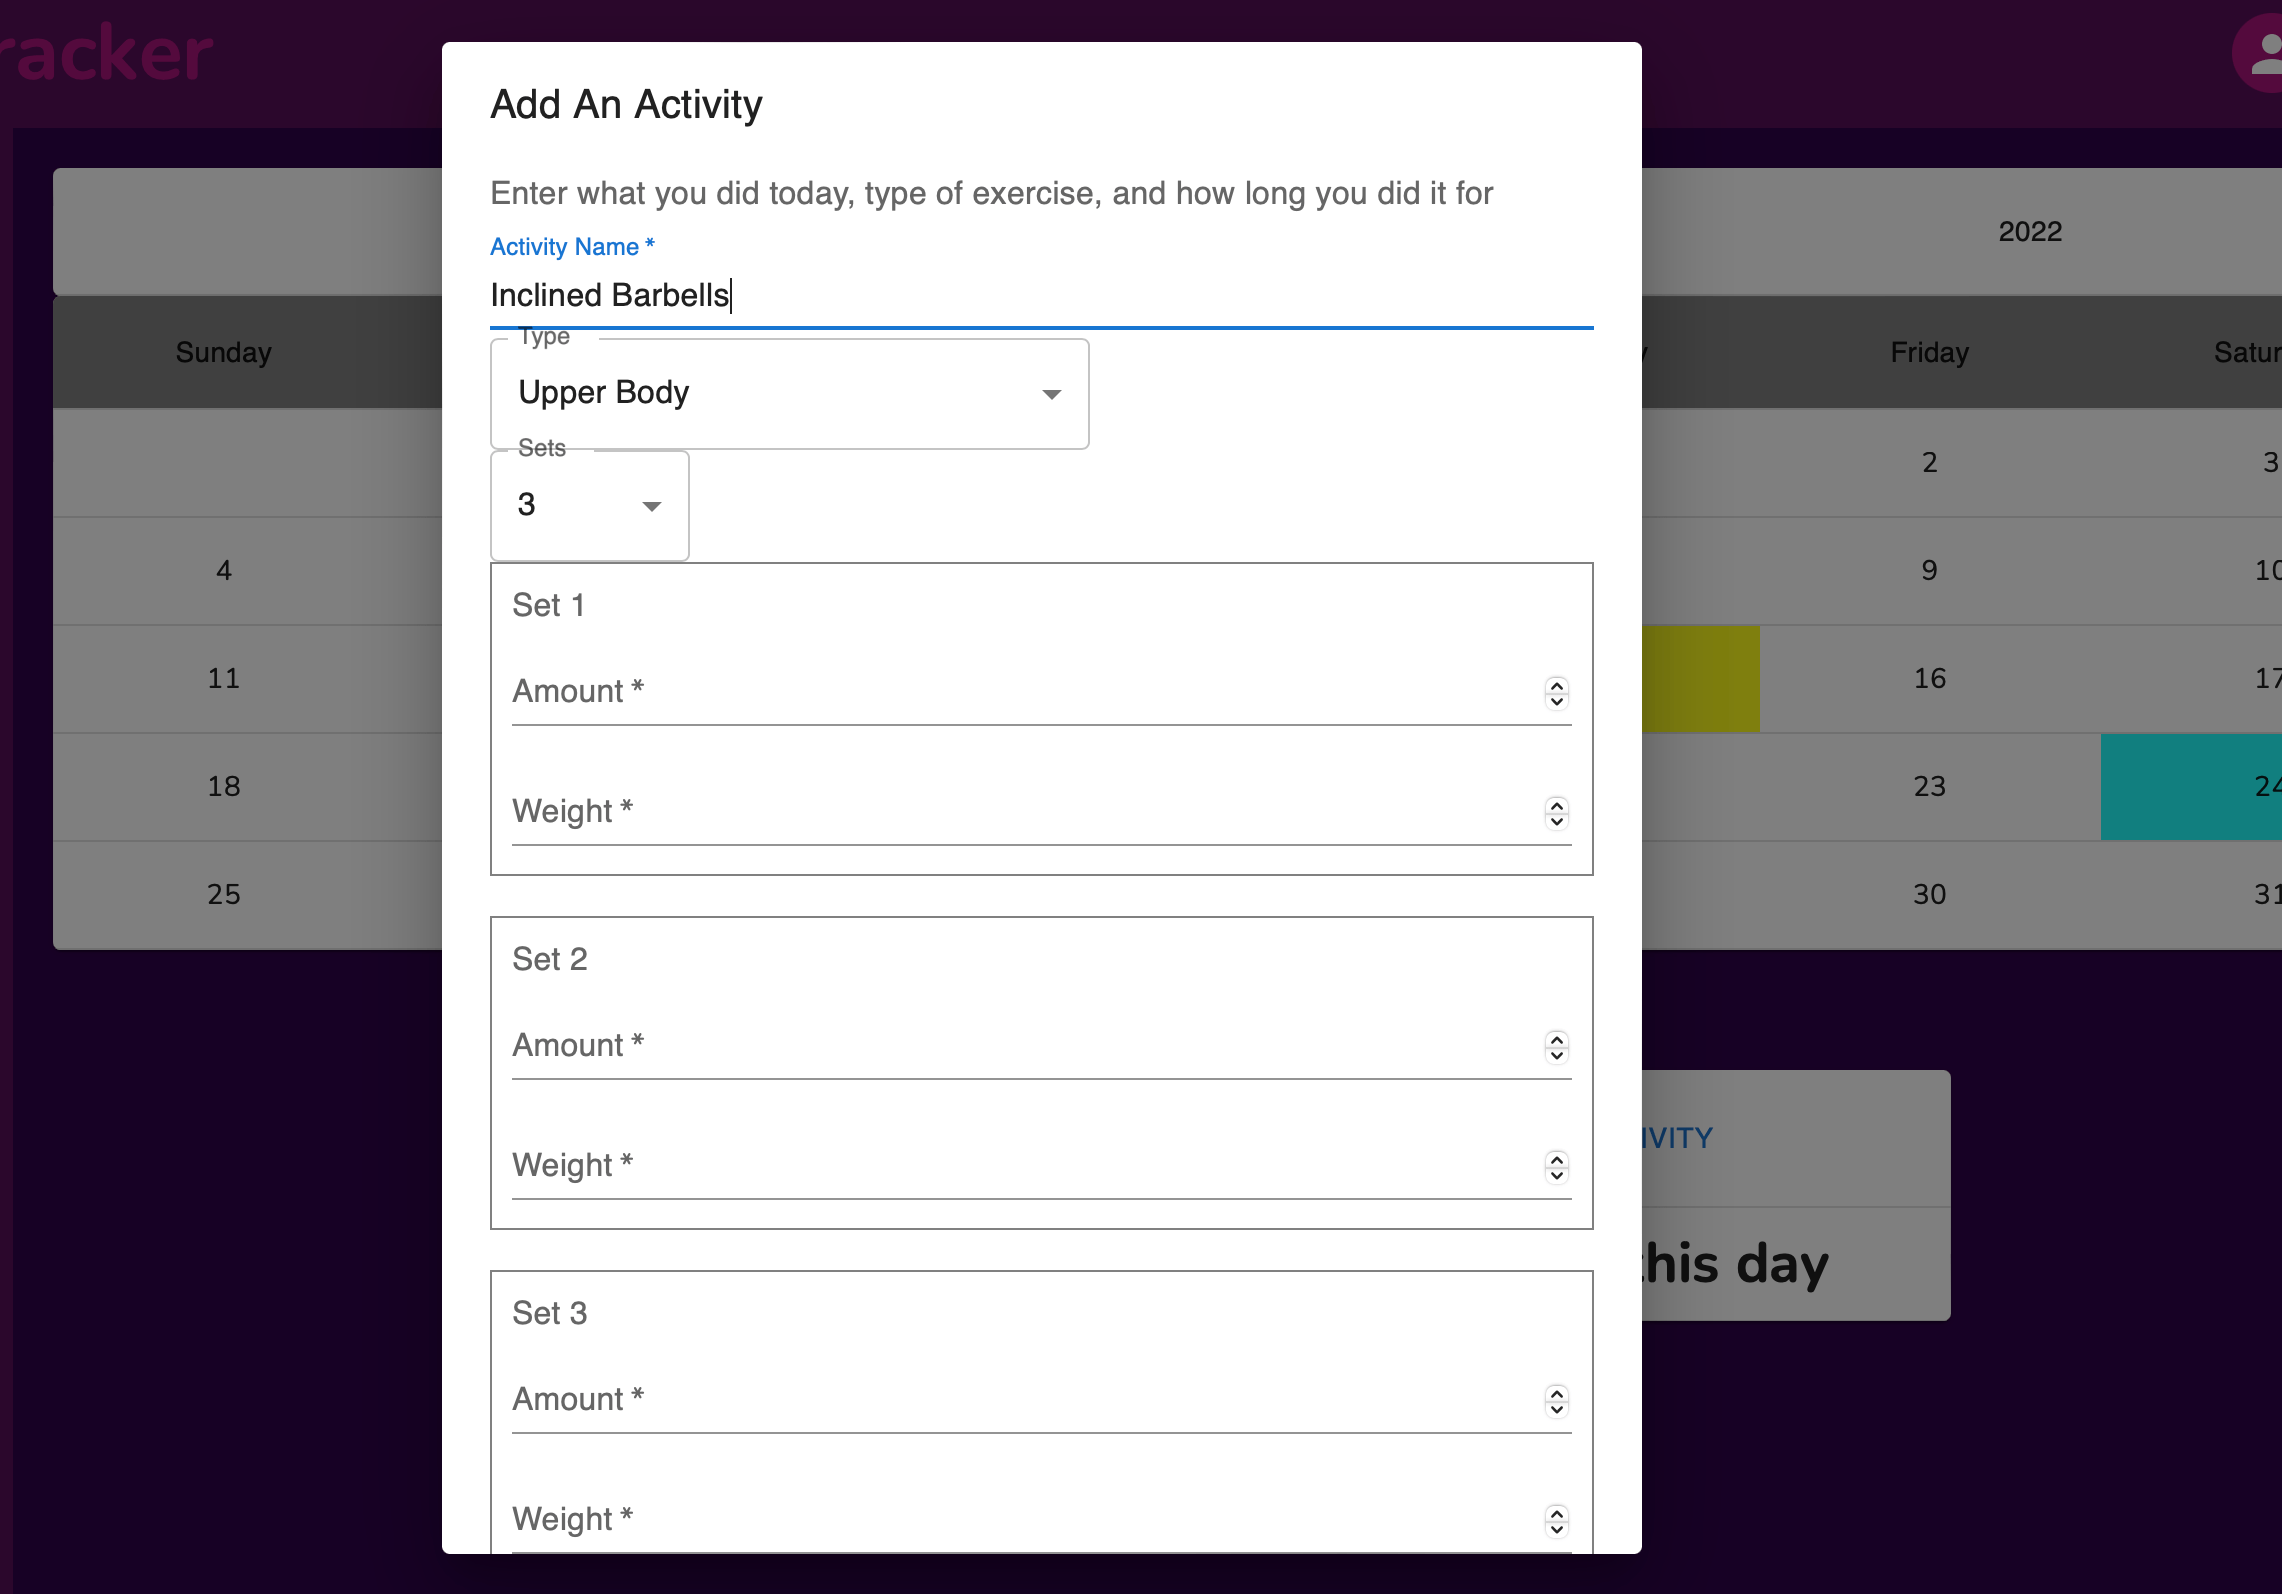 racker
Add An Activity
Enter what you did today, type of exercise, and how long you did it for
Activity Name *
Inclined Barbells
2022
Type
Upper Body
Sunday
Friday
Satur
Sets
3
2
3
4
9
10
Set 1
Amount *
Weight *
11
16
17
18
23
24
25
30
31
Set 2
Amount *
Weight *
IVITY
this day
Set 3
Amount *
Weight *